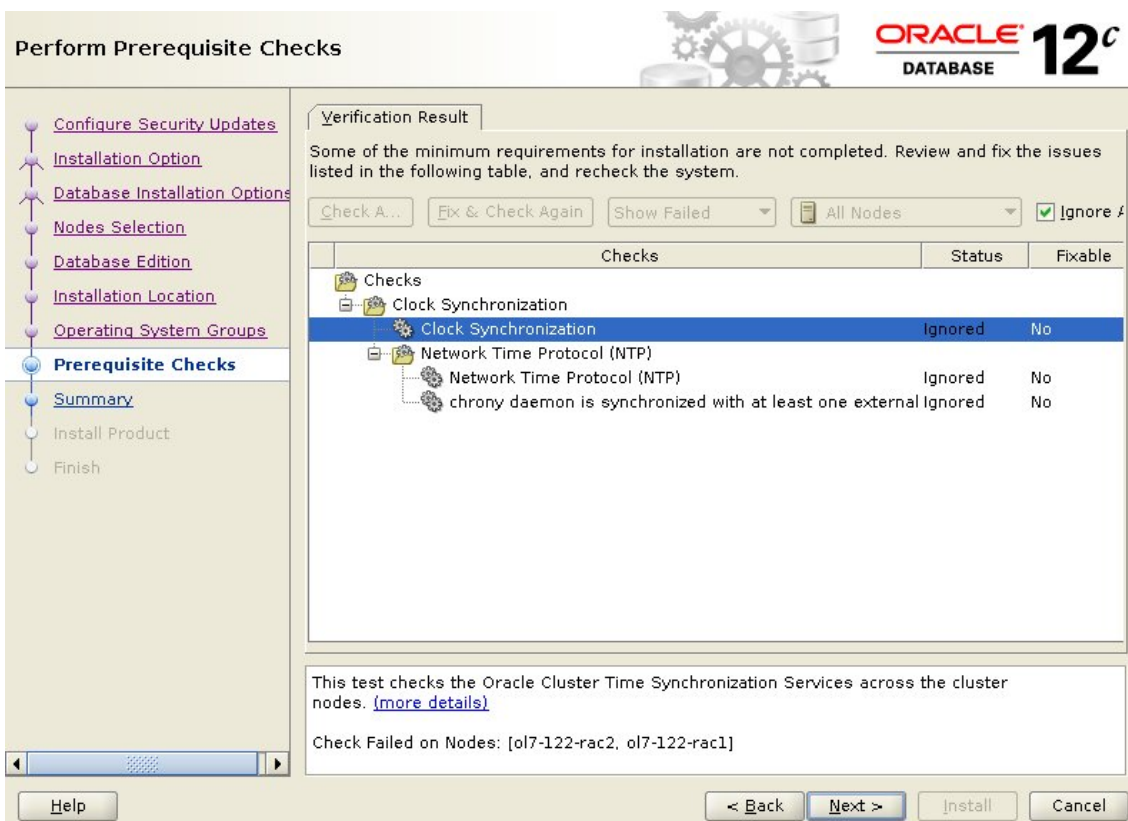 Perform Prerequisite Checks
ORACLE
DATABASE
12c
Configure Security Updates
Installation Option
Database Installation Options
Nodes Selection
Database Edition
Installation Location
Operating System Groups
Prerequisite Checks
Summary
Install Product
Finish
Verification Result
Some of the minimum requirements for installation are not completed. Review and fix the issues
listed in the following table, and recheck the system.
Check A... Fix & Check Again Show Failed All Nodes Ignore A
Checks Status Fixable
Checks
Clock Synchronization
Clock Synchronization Ignored No
Network Time Protocol (NTP)
Network Time Protocol (NTP) Ignored No
chrony daemon is synchronized with at least one external Ignored No
This test checks the Oracle Cluster Time Synchronization Services across the cluster
nodes. (more details)
Check Failed on Nodes: [ol7-122-rac2, ol7-122-rac1]
Help < Back Next > Install Cancel